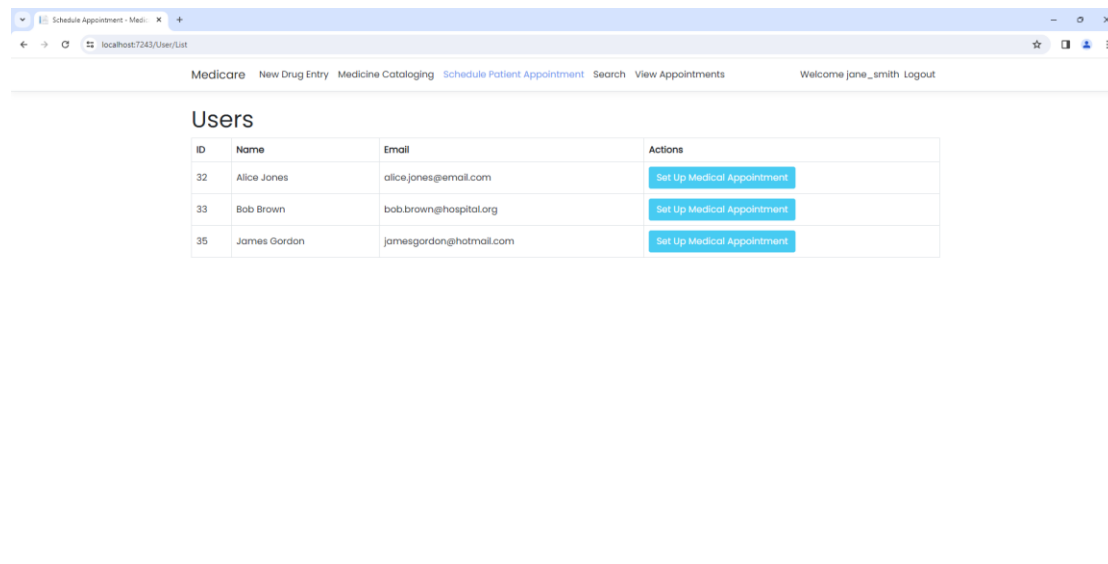 Schedule Appointment - Medic
localhost:7243/User/List
Medicare New Drug Entry Medicine Cataloging Schedule Patient Appointment Search View Appointments Welcome jane_smith Logout
Users
ID Name Email Actions
32 Alice Jones alice.jones@email.com Set Up Medical Appointment
33 Bob Brown bob.brown@hospital.org Set Up Medical Appointment
35 James Gordon jamesgordon@hotmail.com Set Up Medical Appointment